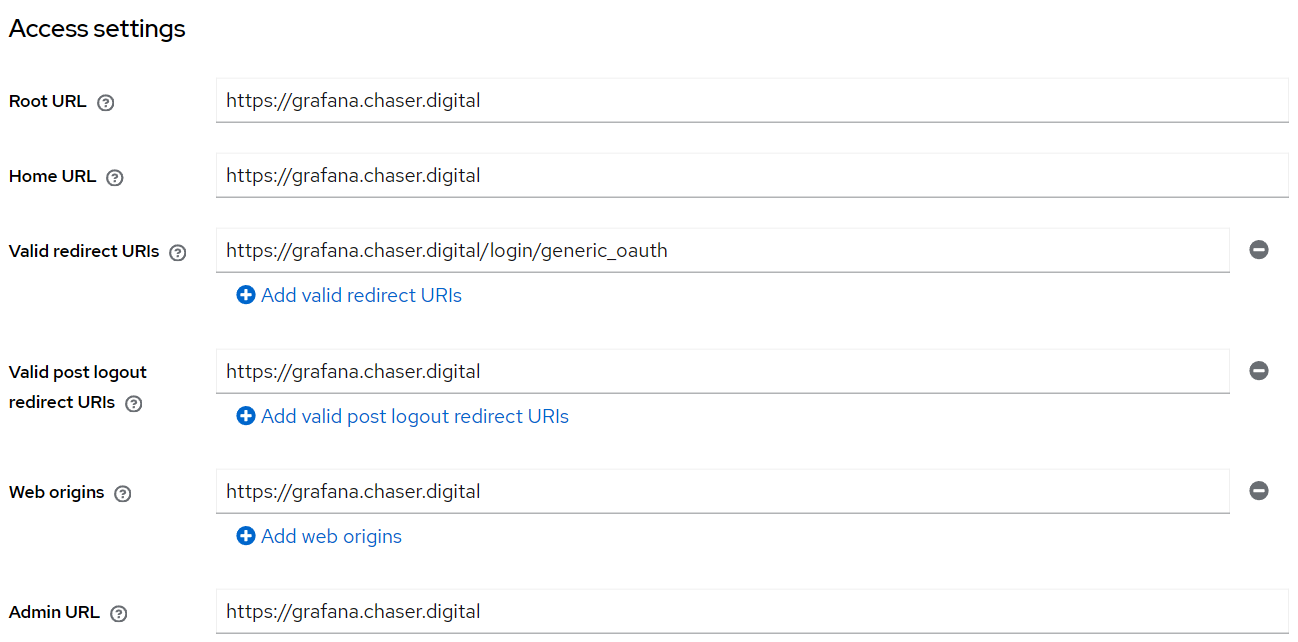 Access settings
Root URL
https://grafana.chaser.digital
Home URL
https://grafana.chaser.digital
Valid redirect URIs
https://grafana.chaser.digital/login/generic_oauth
Add valid redirect URIs
Valid post logout
redirect URIs
https://grafana.chaser.digital
Add valid post logout redirect URIs
Web origins
https://grafana.chaser.digital
Add web origins
Admin URL
https://grafana.chaser.digital